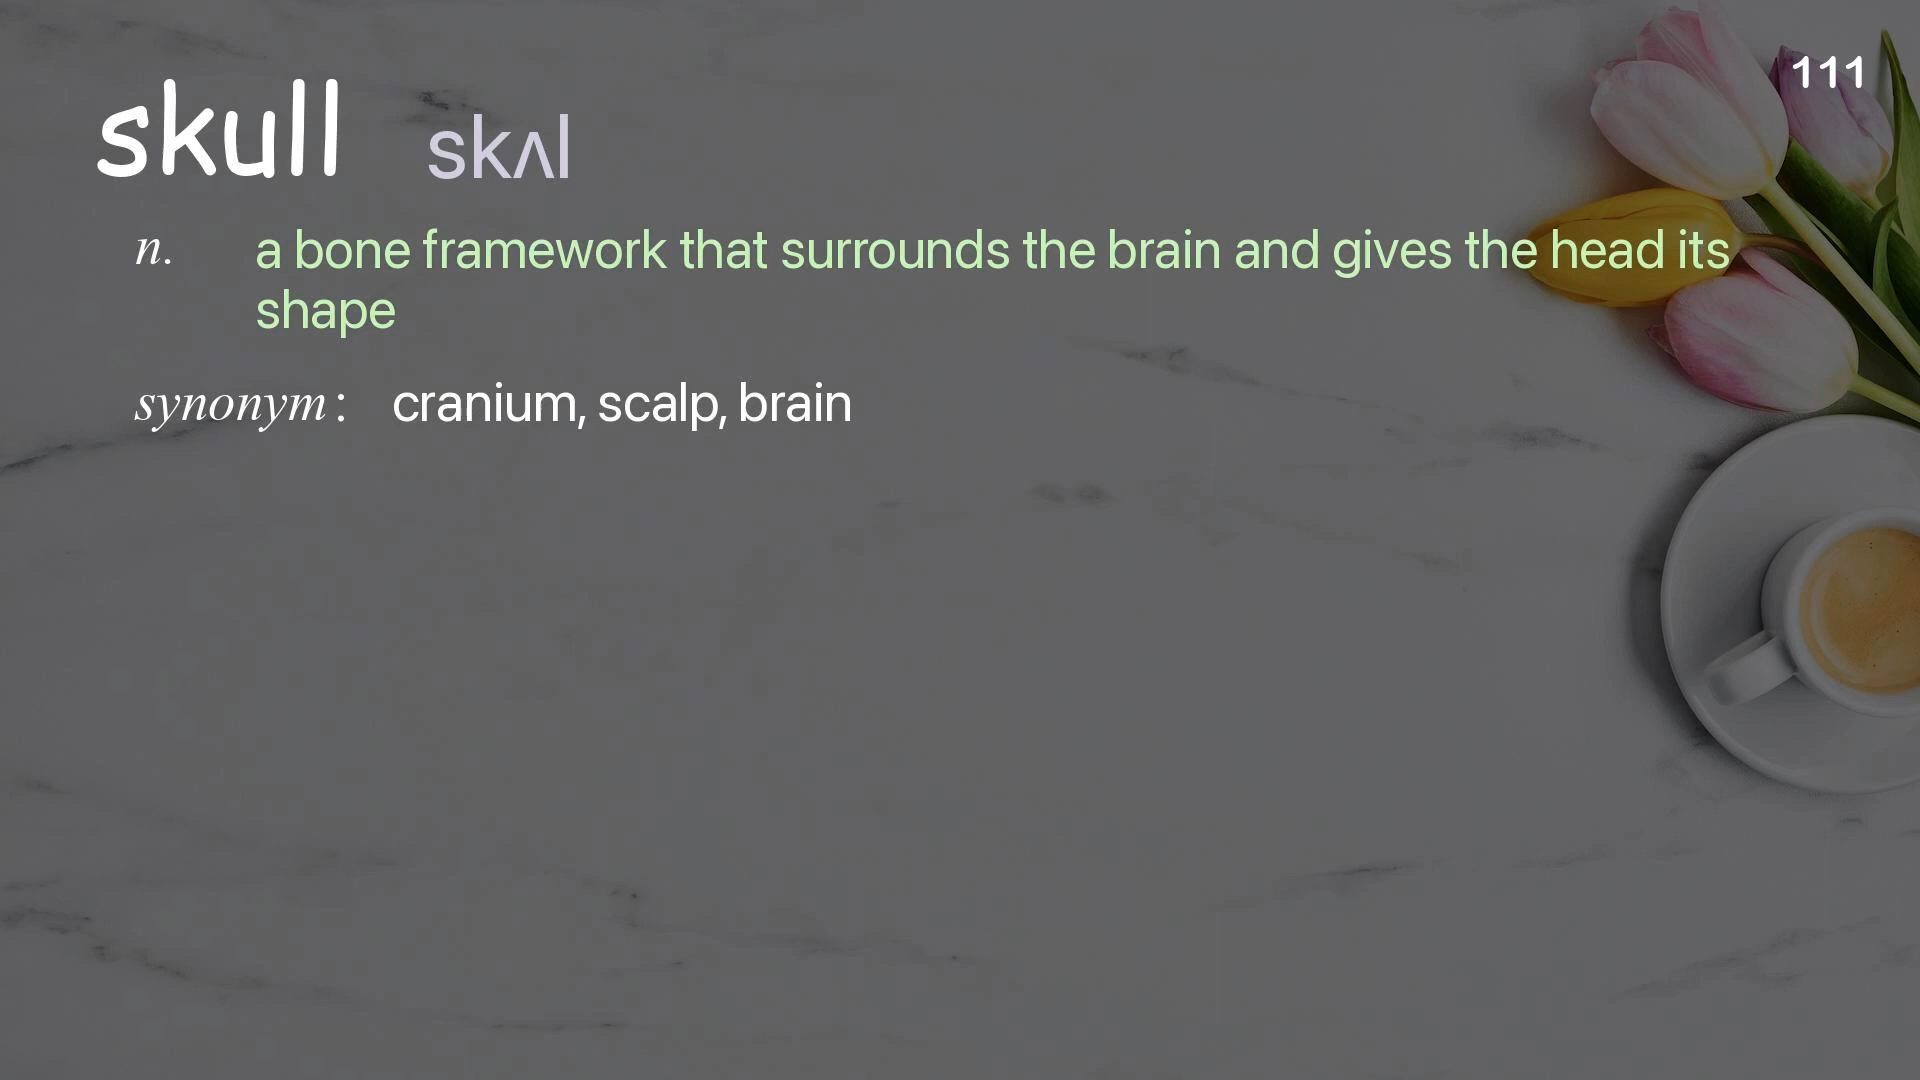 111
skull skʌl
n. a bone framework that surrounds the brain and gives the head its
shape
synonym: cranium, scalp, brain